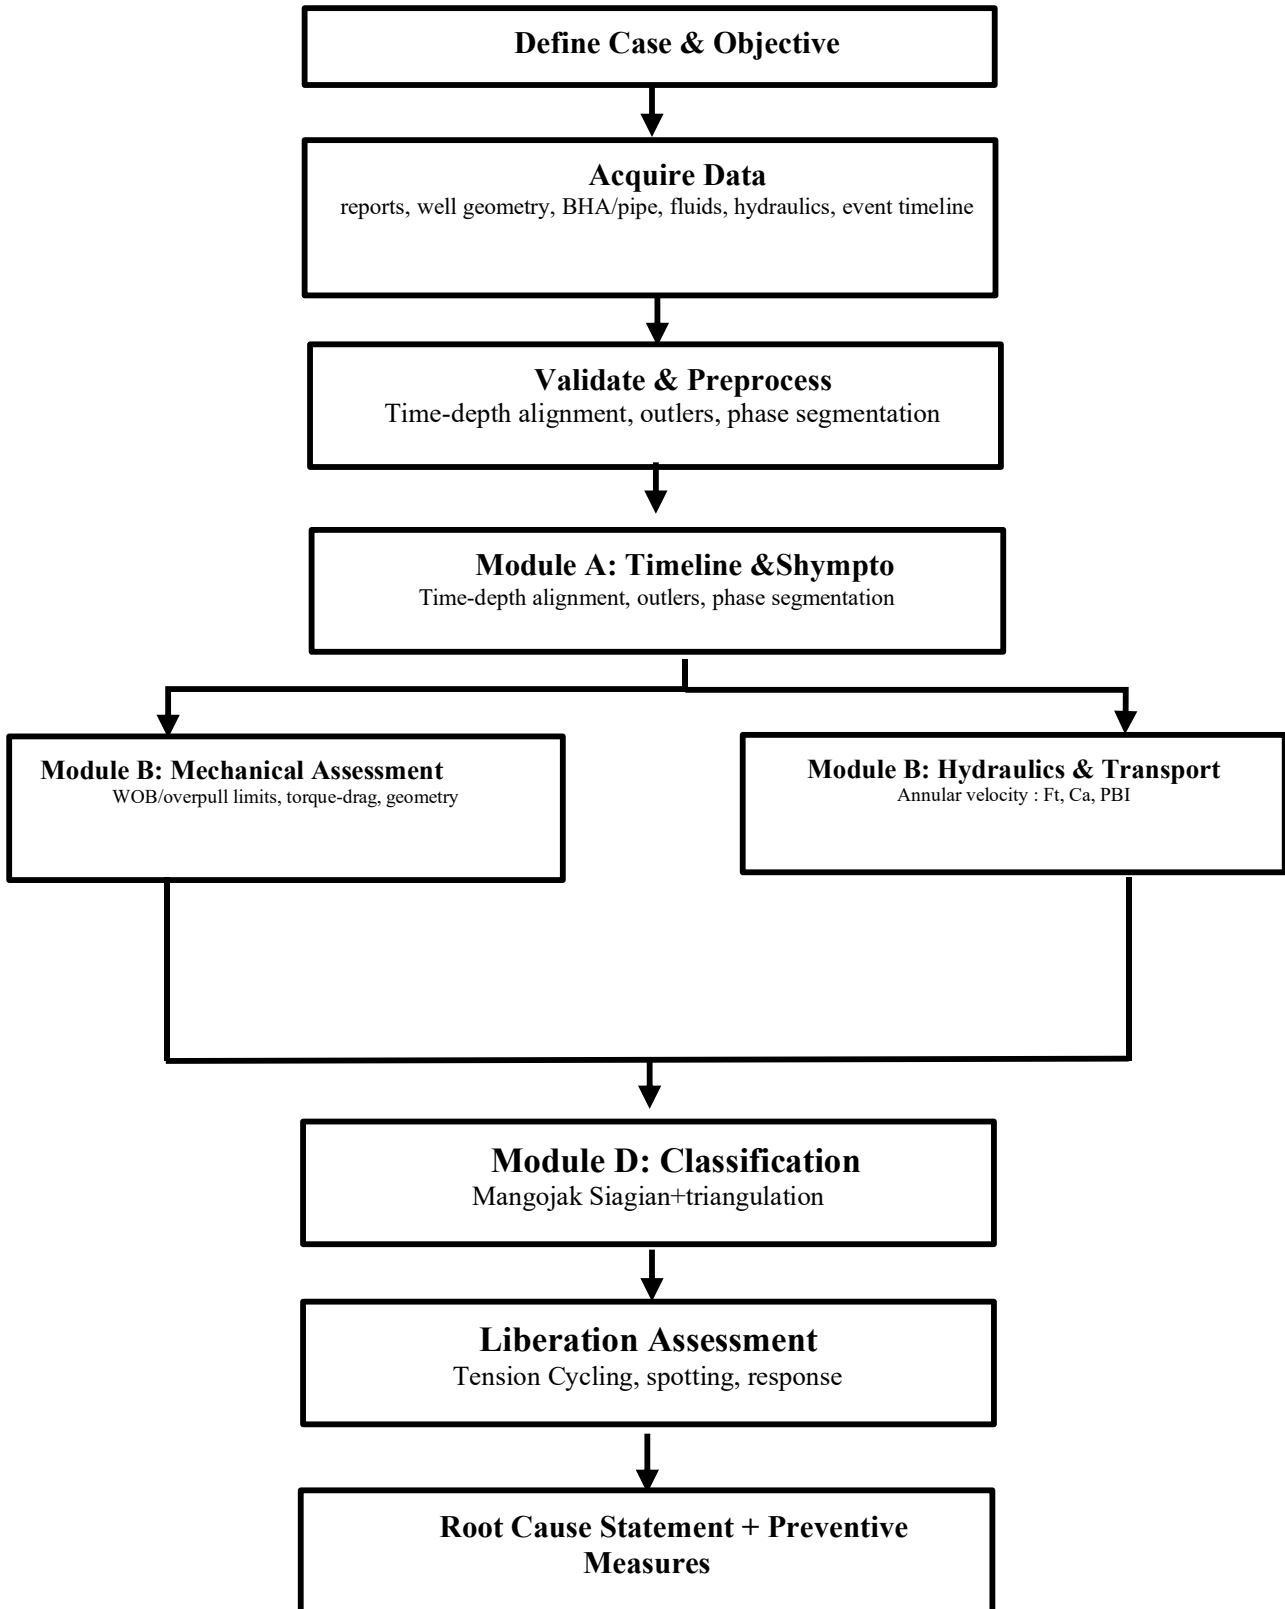 Define Case & Objective
Acquire Data
reports, well geometry, BHA/pipe, fluids, hydraulics, event timeline
Validate & Preprocess
Time-depth alignment, outlers, phase segmentation
Module A: Timeline &Shympto
Time-depth alignment, outlers, phase segmentation
Module B: Mechanical Assessment
WOB/overpull limits, torque-drag, geometry
Module B: Hydraulics & Transport
Annular velocity : Ft, Ca, PBI
Module D: Classification
Mangojak Siagian+triangulation
Liberation Assessment
Tension Cycling, spotting, response
Root Cause Statement + Preventive
Measures